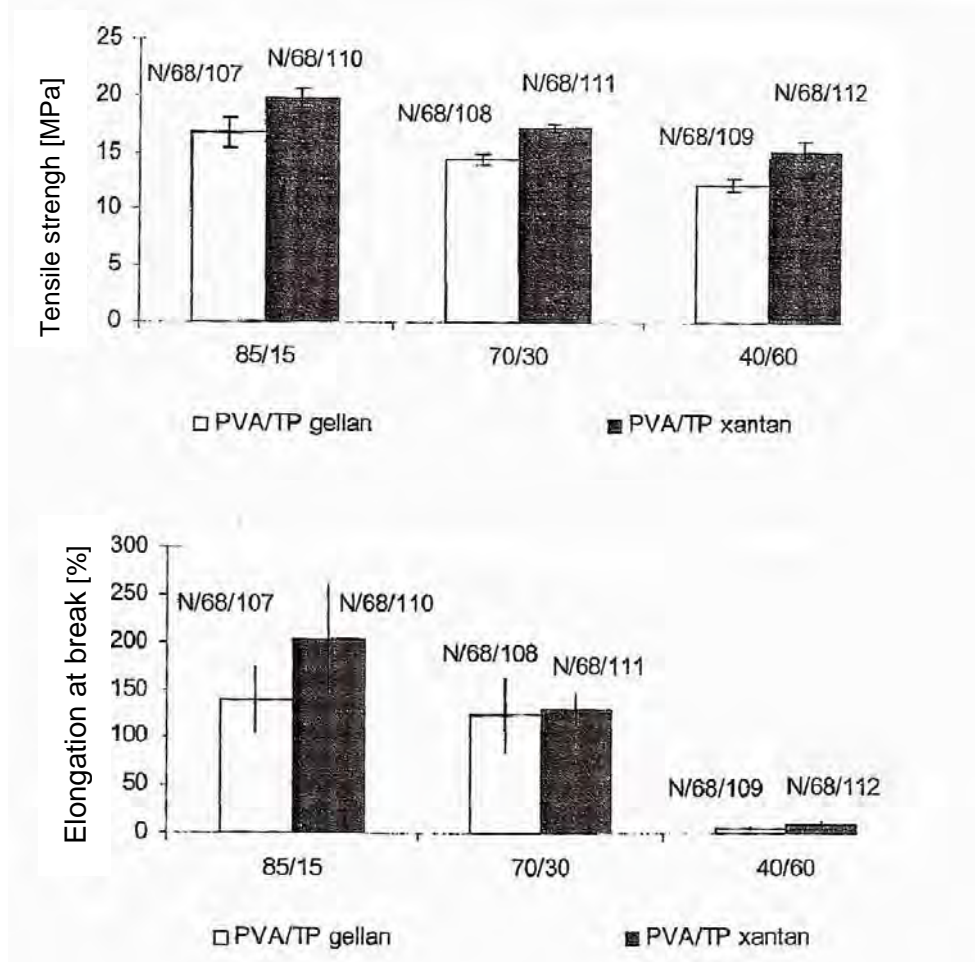 Tensile strengh [MPa]
25
20
15
10
5
0
N/68/107
N/68/110
N/68/108
N/68/111
N/68/109
N/68/112
85/15
70/30
40/60
PVA/TP gellan
PVA/TP xantan
Elongation at break [%]
300
250
200
150
100
50
0
N/68/107
N/68/110
N/68/108
N/68/111
N/68/109
N/68/112
85/15
70/30
40/60
PVA/TP gellan
PVA/TP xantan